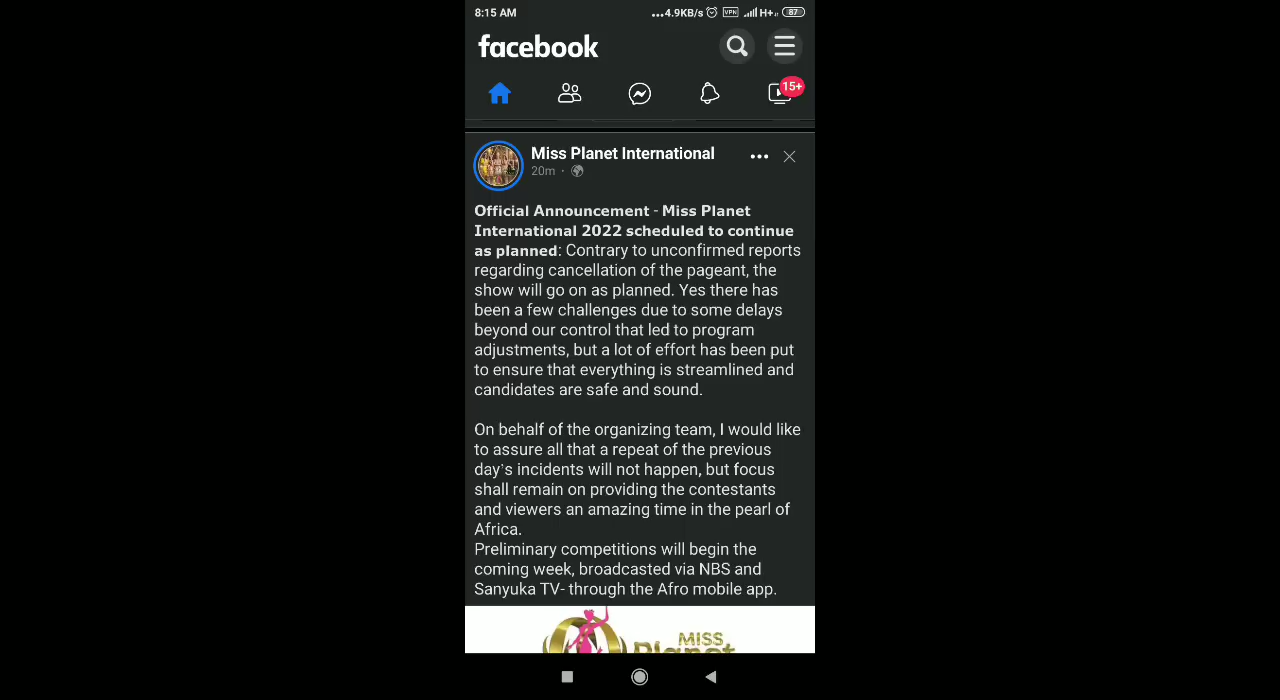 8:15 AM ...4.9KB/s VPN H+ 87
facebook
15+
Miss Planet International
20m ·
Official Announcement - Miss Planet
International 2022 scheduled to continue
as planned: Contrary to unconfirmed reports
regarding cancellation of the pageant, the
show will go on as planned. Yes there has
been a few challenges due to some delays
beyond our control that led to program
adjustments, but a lot of effort has been put
to ensure that everything is streamlined and
candidates are safe and sound.
On behalf of the organizing team, I would like
to assure all that a repeat of the previous
day's incidents will not happen, but focus
shall remain on providing the contestants
and viewers an amazing time in the pearl of
Africa.
Preliminary competitions will begin the
coming week, broadcasted via NBS and
Sanyuka TV- through the Afro mobile app.
MISS
Planet